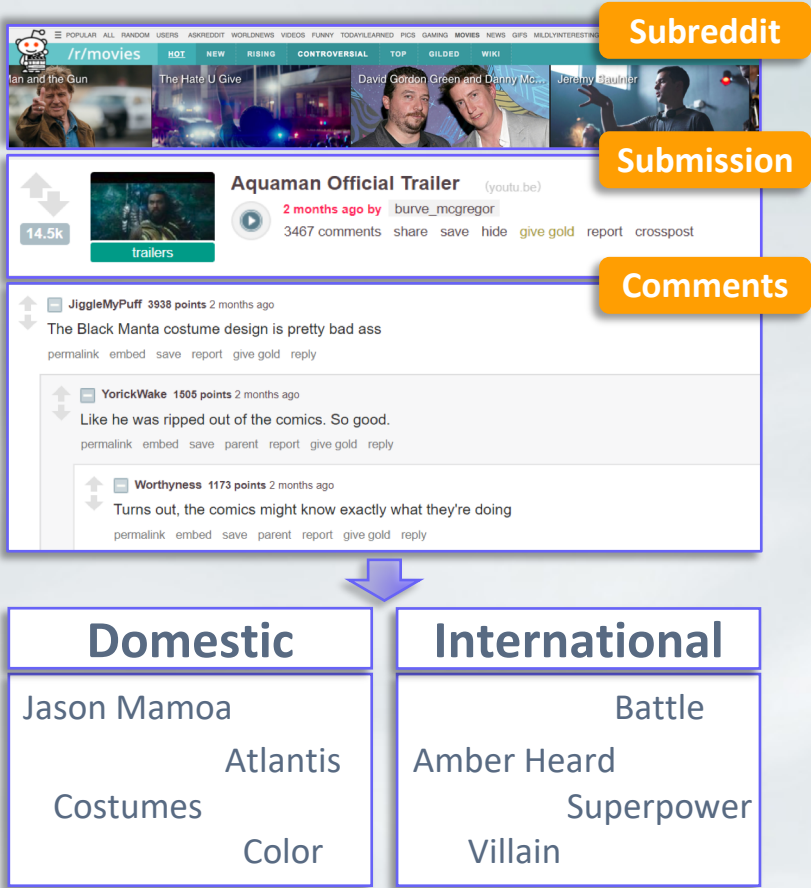 Subreddit
POPULAR ALL RANDOM USERS ASKREDDIT WORLDNEWS VIDEOS FUNNY TODAYILEARNED PICS GAMING MOVIES NEWS GIFS MILDLYINTERESTING
/r/movies HOT NEW RISING CONTROVERSIAL TOP GILDED WIKI
an and the Gun The Hate U Give David Gordon Green and Danny Mc... Jeremy Saulnier
Submission
Aquaman Official Trailer (youtu.be)
2 months ago by burve_mcgregor
14.5k
3467 comments share save hide give gold report crosspost
trailers
Comments
JiggleMyPuff 3938 points 2 months ago
The Black Manta costume design is pretty bad ass
permalink embed save report give gold reply
YorickWake 1505 points 2 months ago
Like he was ripped out of the comics. So good.
permalink embed save parent report give gold reply
Worthyness 1173 points 2 months ago
Turns out, the comics might know exactly what they're doing
permalink embed save parent report give gold reply
Domestic
Jason Mamoa
Atlantis
Costumes
Color
International
Battle
Amber Heard
Superpower
Villain